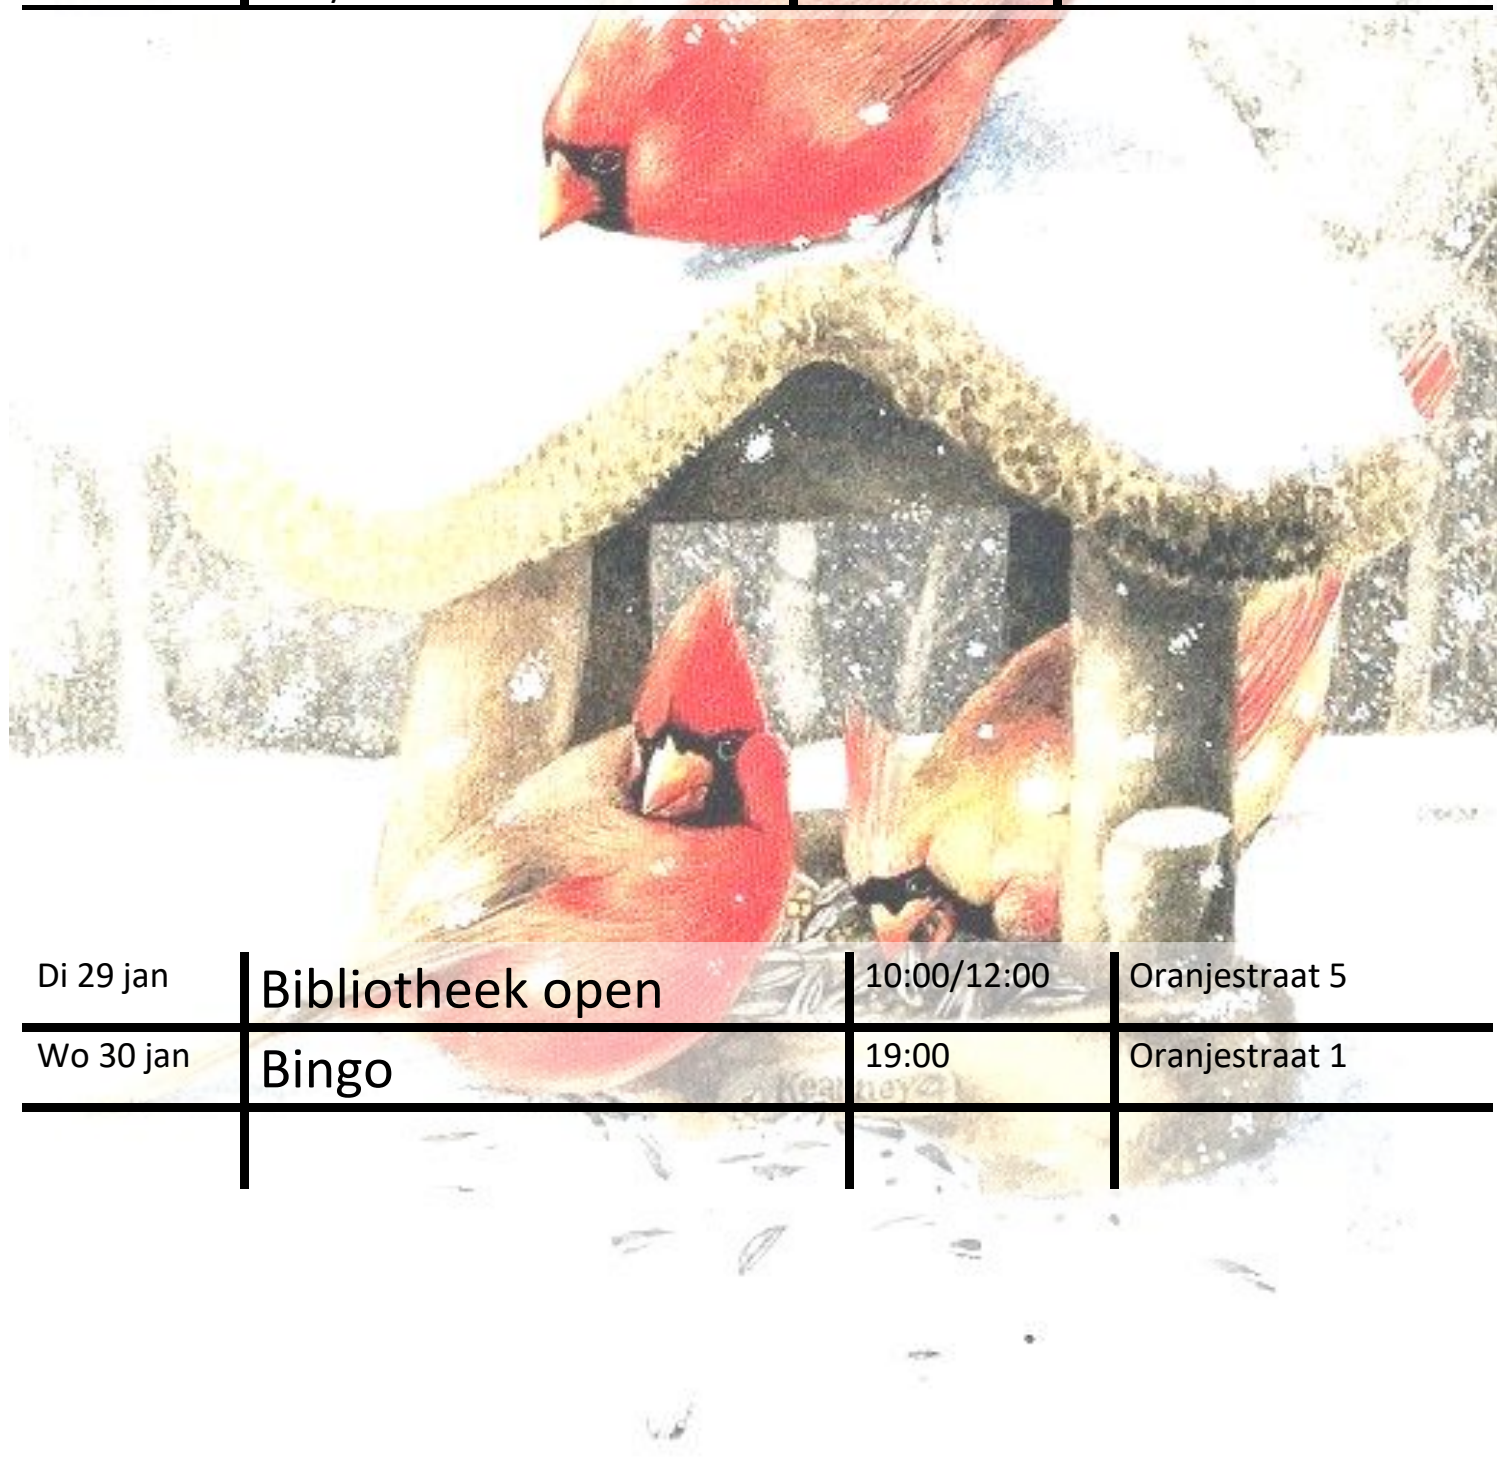 Di 29 jan Bibliotheek open 10:00/12:00 Oranjestraat 5
Wo 30 jan Bingo 19:00 Oranjestraat 1